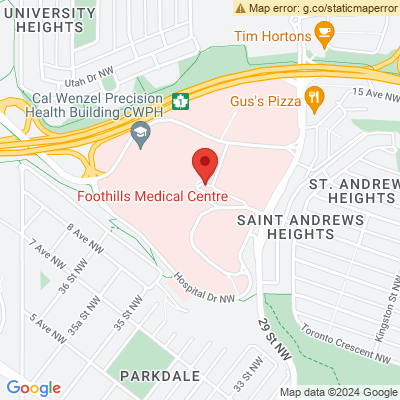 UNIVERSITY
HEIGHTS
Map error: g.co/staticmaperror
Tim Hortons
Utah Dr NW
Cal Wenzel Precision
Health Building CWPH
1
Gus's Pizza
15 Ave NW
Foothills Medical Centre
ST. ANDREWS
HEIGHTS
SAINT ANDREWS
HEIGHTS
8 Ave NW
7 Ave NW
36 St NW
Hospital Dr NW
Kingston St NW
5 Ave NW
35a St NW
35 St NW
29 St NW
Toronto Crescent NW
PARKDALE
33 St NW
Google
Map data ©2024 Google